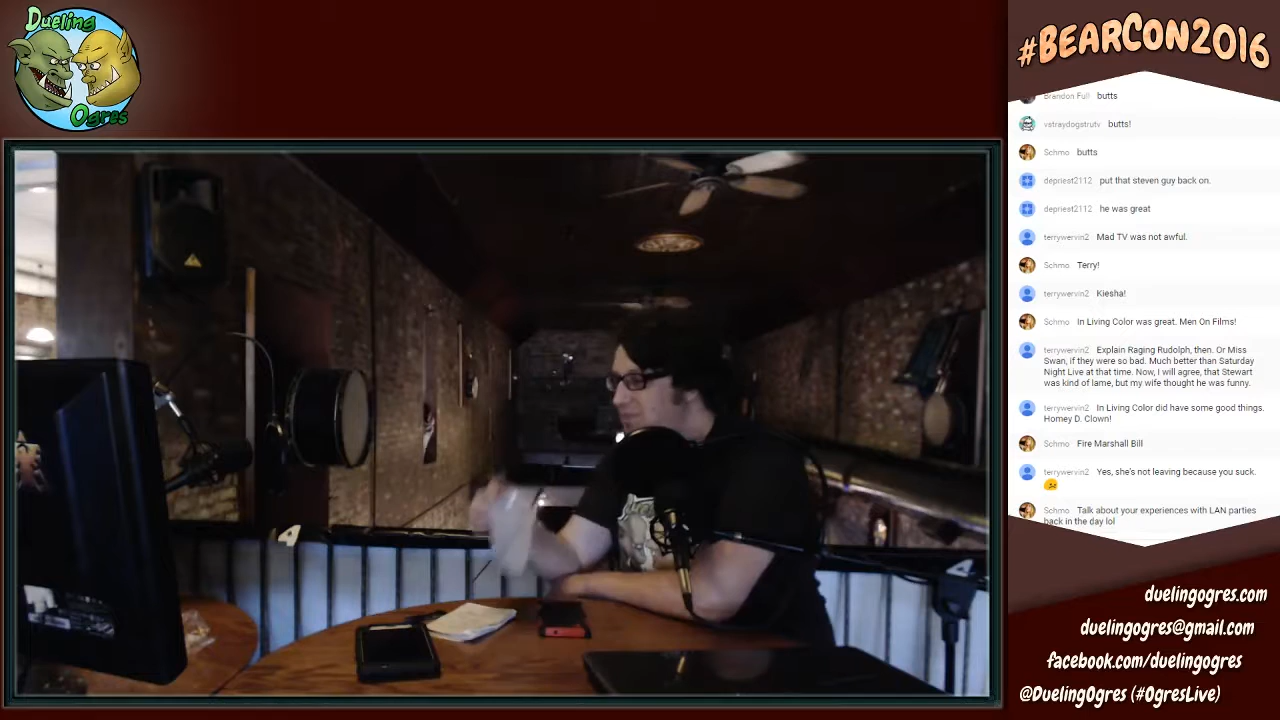 Dueling
Ogres
#BEARCON2016
Brandon Full butts
vstraydogstrutv butts!
Schmo butts
depriest2112 put that steven guy back on.
depriest2112 he was great
terrywervin2 Mad TV was not awful.
Schmo Terry!
terrywervin2 Kiesha!
Schmo In Living Color was great. Men On Films!
terrywervin2 Explain Raging Rudolph, then. Or Miss
Swan, if they were so bad. Much better than Saturday
Night Live at that time. Now, I will agree, that Stewart
was kind of lame, but my wife thought he was funny.
terrywervin2 In Living Color did have some good things.
Homey D. Clown!
Schmo Fire Marshall Bill
terrywervin2 Yes, she's not leaving because you suck.
Schmo Talk about your experiences with LAN parties
back in the day lol
duelingogres.com
duelingogres@gmail.com
facebook.com/duelingogres
@DuelingOgres (#OgresLive)